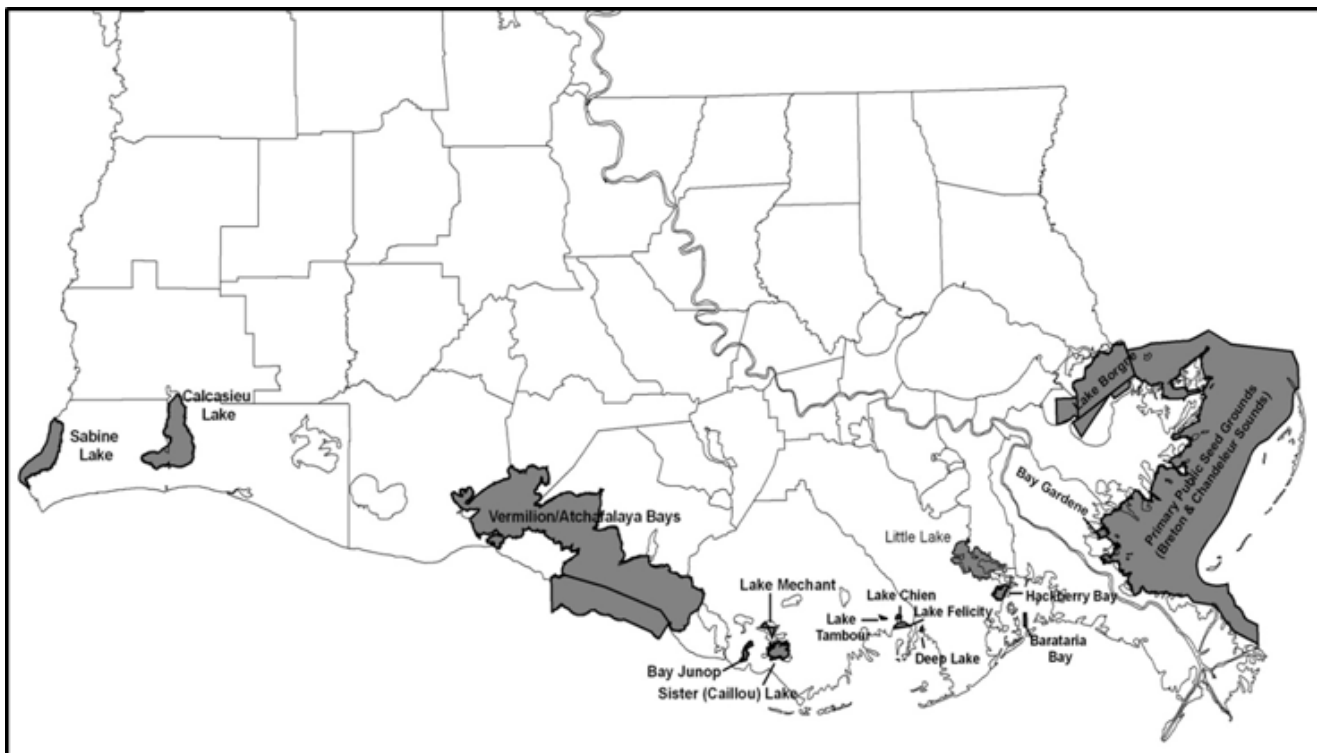 Calcasieu
Lake
Sabine
Lake
Vermilion/Atchafalaya Bays
Lake Borgne
Primary Public Seed Grounds
(Breton & Chandeleur Sounds)
Bay Gardene
Little Lake
Lake Mechant
Lake Chien
Hackberry Bay
Lake Felicity
Lake
Tambour
Barataria
Bay
Deep Lake
Bay Junop
Sister (Caillou) Lake